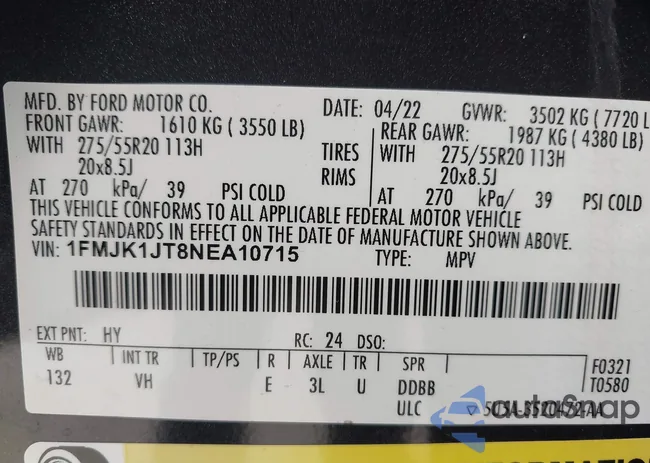 MFD. BY FORD MOTOR CO. DATE: 04/22 GVWR: 3502 KG (7720 L
FRONT GAWR: 1610 KG (3550 LB) REAR GAWR: 1987 KG (4380 LB)
WITH 275/55R20 113H TIRES WITH 275/55R20 113H
20x8.5J RIMS 20x8.5J
AT 270 kPa/ 39 PSI COLD AT 270 kPa/ 39 PSI COLD
THIS VEHICLE CONFORMS TO ALL APPLICABLE FEDERAL MOTOR VEHICLE
SAFETY STANDARDS IN EFFECT ON THE DATE OF MANUFACTURE SHOWN ABOVE.
VIN: 1FMJK1JT8NEA10715 TYPE: MPV
EXT PNT: HY RC: 24 DSO:
WB INT TR TP/PS R AXLE TR SPR F0321
132 VH E 3L U DDBB T0580
ULC
autoSnap